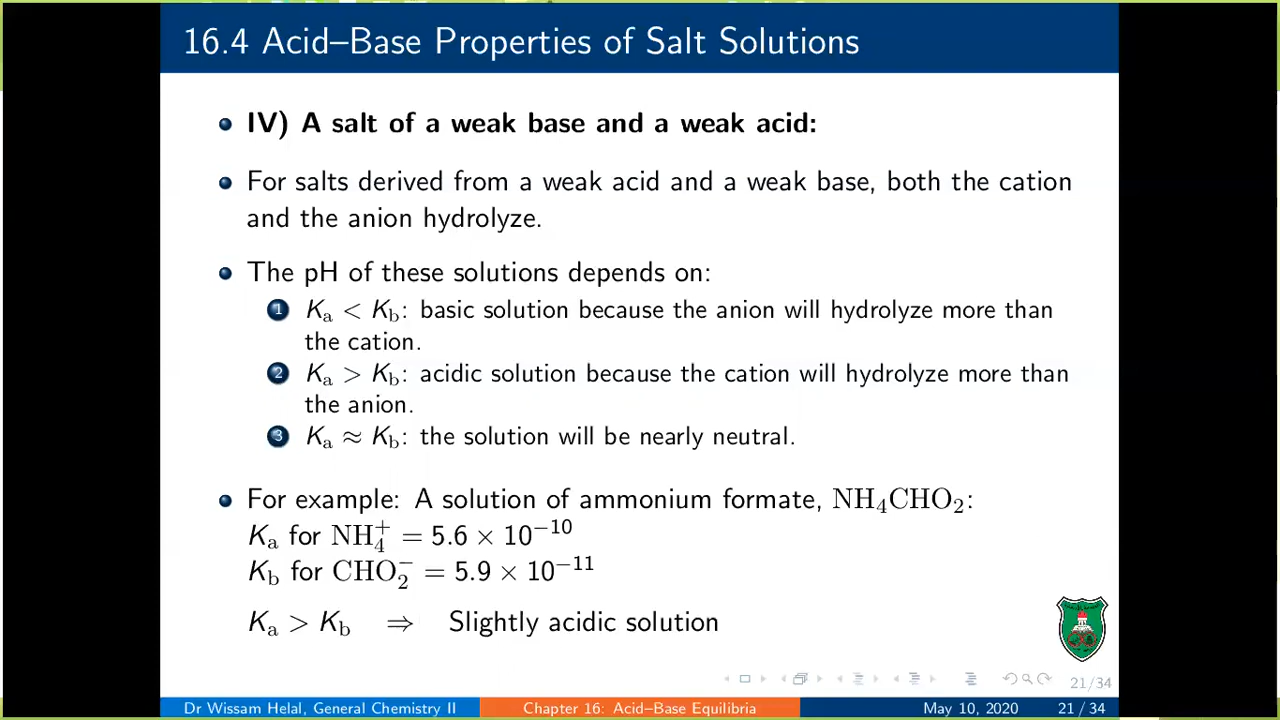 16.4 Acid–Base Properties of Salt Solutions
IV) A salt of a weak base and a weak acid:
For salts derived from a weak acid and a weak base, both the cation
and the anion hydrolyze.
The pH of these solutions depends on:
1 Ka < Kb: basic solution because the anion will hydrolyze more than
the cation.
2 Ka > Kb: acidic solution because the cation will hydrolyze more than
the anion.
3 Ka ≈ Kb: the solution will be nearly neutral.
For example: A solution of ammonium formate, NH₄CHO₂:
Ka for NH₄⁺ = 5.6 × 10⁻¹⁰
Kb for CHO₂⁻ = 5.9 × 10⁻¹¹
Ka > Kb ⇒ Slightly acidic solution
21/34
Dr Wissam Helal, General Chemistry II Chapter 16: Acid–Base Equilibria May 10, 2020 21 / 34